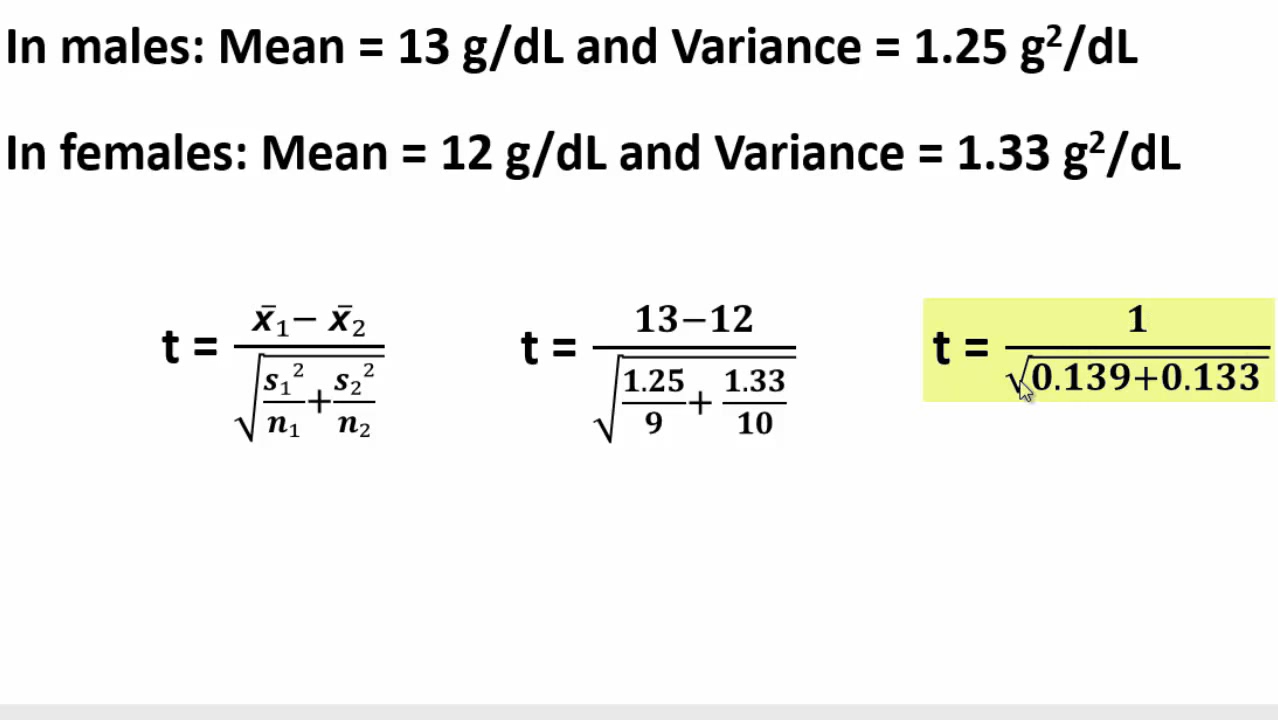 In males: Mean = 13 g/dL and Variance = 1.25 g²/dL
In females: Mean = 12 g/dL and Variance = 1.33 g²/dL
t = (x̄₁ − x̄₂) / √(s₁²/n₁ + s₂²/n₂)
t = (13−12) / √(1.25/9 + 1.33/10)
t = 1 / √(0.139+0.133)